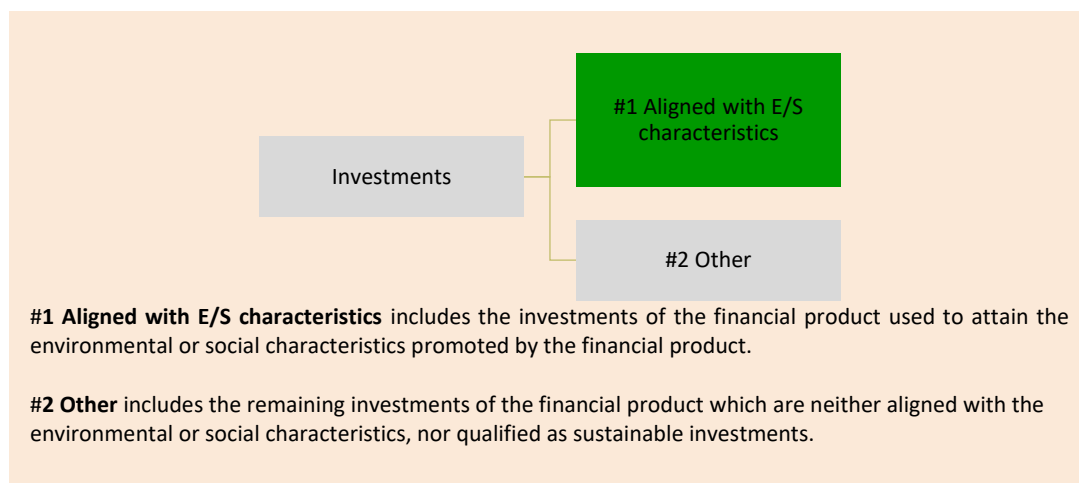 #1 Aligned with E/S
characteristics
Investments
#2 Other
#1 Aligned with E/S characteristics includes the investments of the financial product used to attain the
environmental or social characteristics promoted by the financial product.
#2 Other includes the remaining investments of the financial product which are neither aligned with the
environmental or social characteristics, nor qualified as sustainable investments.